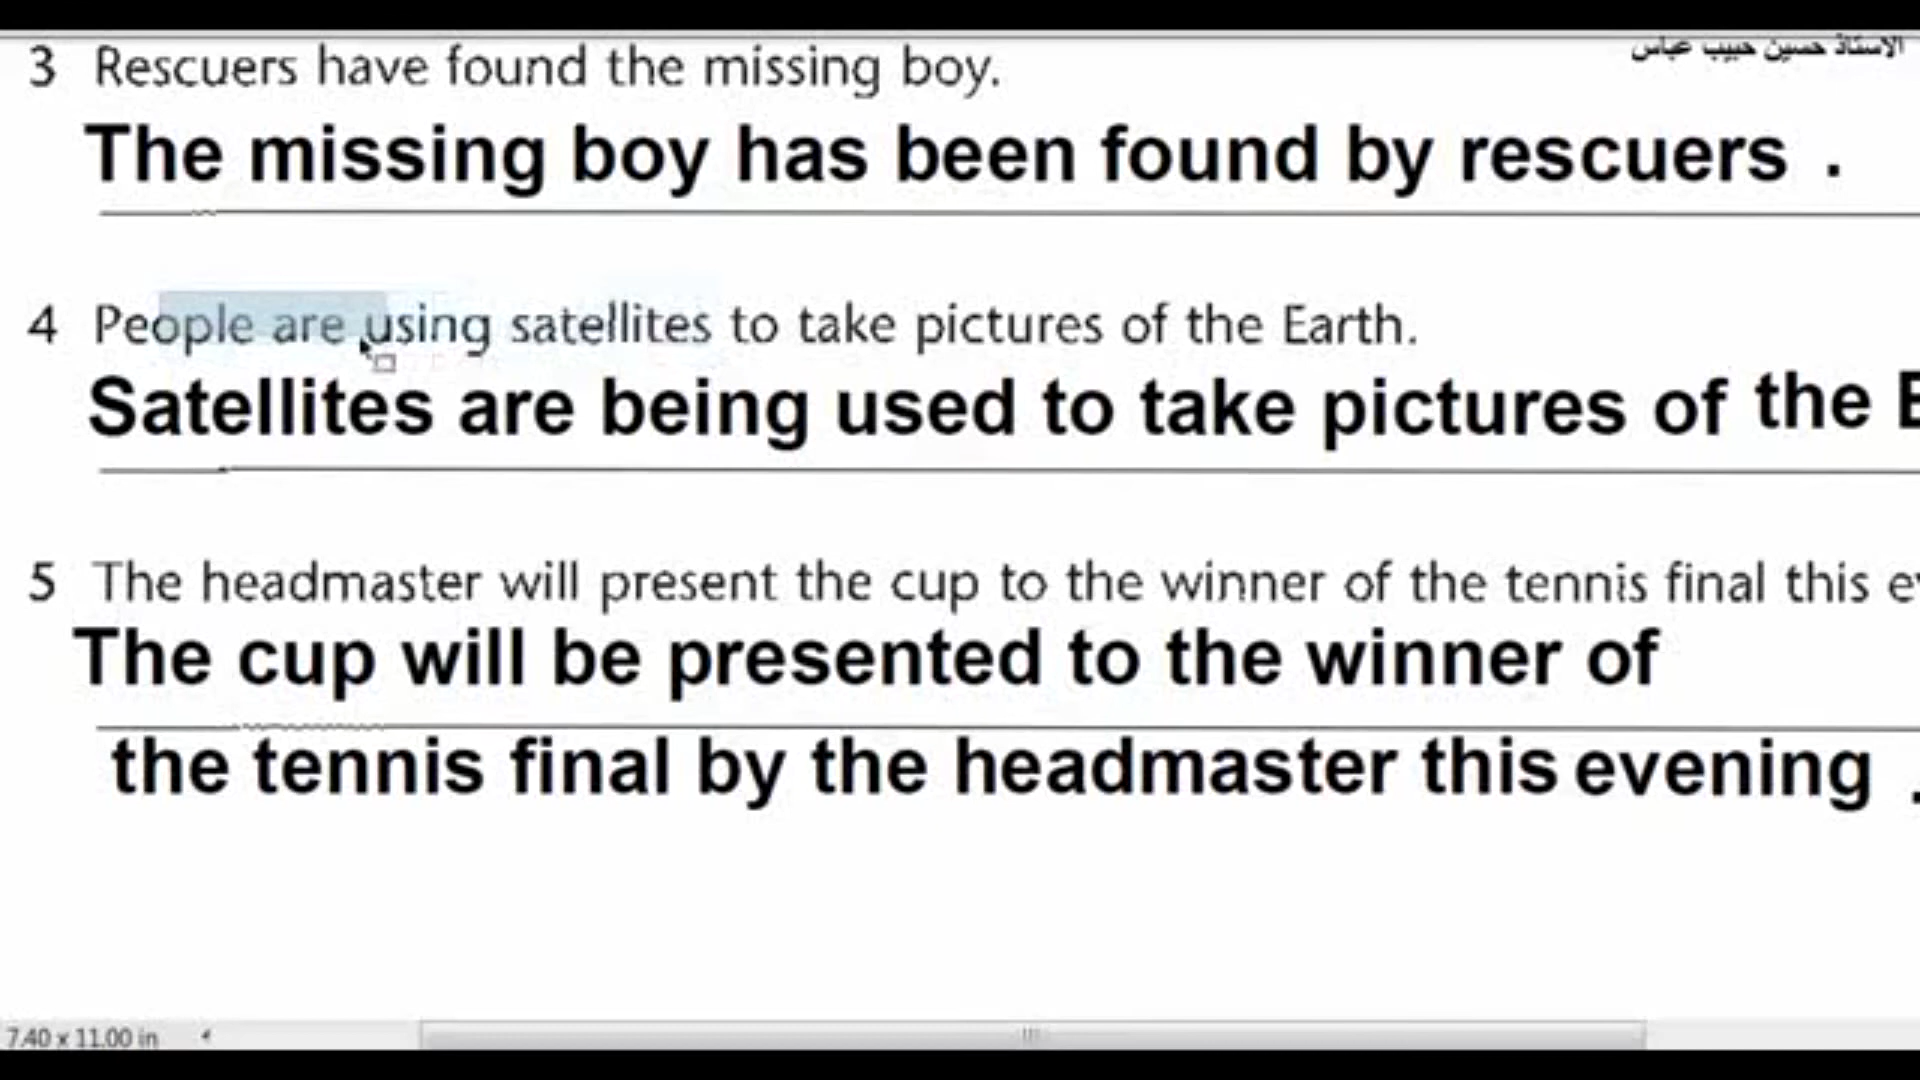 الاستاذ حسين حبيب عباس
3 Rescuers have found the missing boy.
The missing boy has been found by rescuers .
4 People are using satellites to take pictures of the Earth.
Satellites are being used to take pictures of the
5 The headmaster will present the cup to the winner of the tennis final this
The cup will be presented to the winner of
the tennis final by the headmaster this evening .
7.40 x 11.00 in